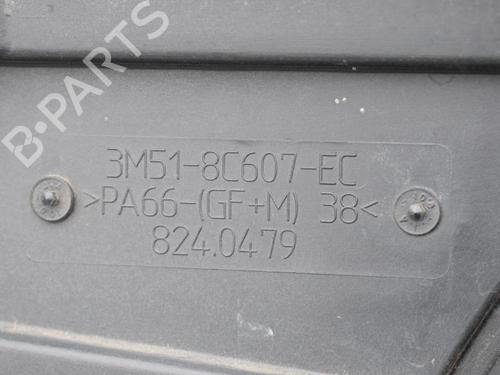 B-PARTS
3M51-8C607-EC
>PA66-(GF+M) 38<
824.0479